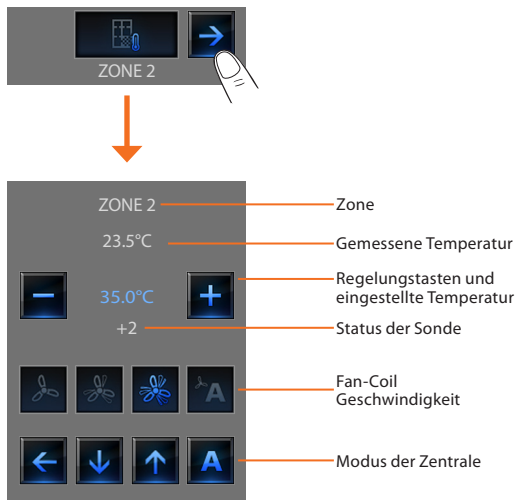 ZONE 2
ZONE 2
Zone
23.5°C
Gemessene Temperatur
35.0°C
Regelungstasten und
eingestellte Temperatur
+2
Status der Sonde
A
Fan-Coil
Geschwindigkeit
A
Modus der Zentrale